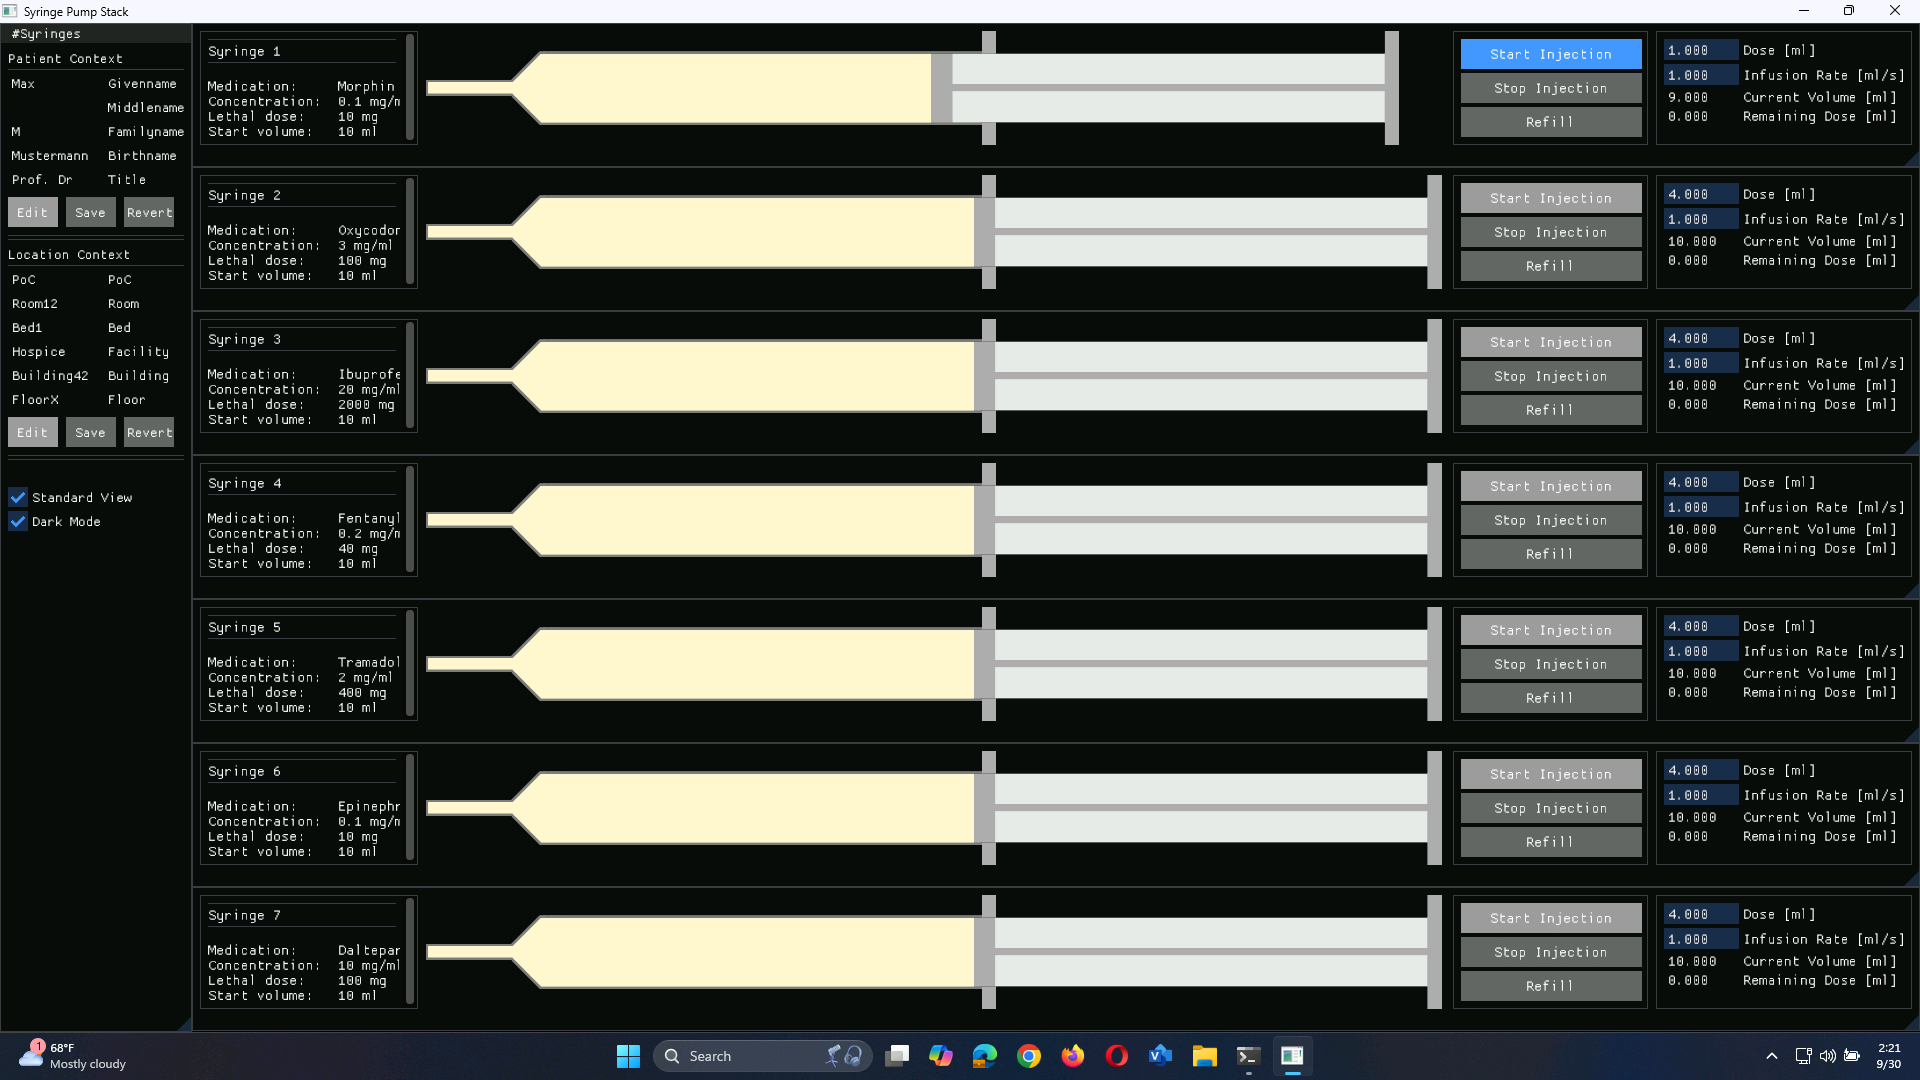 Syringe Pump Stack
#Syringes
Patient Context
Max Givenname
Middlename
M Familyname
Mustermann Birthname
Prof. Dr Title
Edit Save Revert
Location Context
PoC PoC
Room12 Room
Bed1 Bed
Hospice Facility
Building42 Building
FloorX Floor
Edit Save Revert
Standard View
Dark Mode
Syringe 1
Medication: Morphin
Concentration: 0.1 mg/m
Lethal dose: 10 mg
Start volume: 10 ml
Start Injection
Stop Injection
Refill
1.000 Dose [ml]
1.000 Infusion Rate [ml/s]
9.000 Current Volume [ml]
0.000 Remaining Dose [ml]
Syringe 2
Medication: Oxycodon
Concentration: 3 mg/ml
Lethal dose: 100 mg
Start volume: 10 ml
Start Injection
Stop Injection
Refill
4.000 Dose [ml]
1.000 Infusion Rate [ml/s]
10.000 Current Volume [ml]
0.000 Remaining Dose [ml]
Syringe 3
Medication: Ibuprofe
Concentration: 20 mg/ml
Lethal dose: 2000 mg
Start volume: 10 ml
Start Injection
Stop Injection
Refill
4.000 Dose [ml]
1.000 Infusion Rate [ml/s]
10.000 Current Volume [ml]
0.000 Remaining Dose [ml]
Syringe 4
Medication: Fentanyl
Concentration: 0.2 mg/m
Lethal dose: 40 mg
Start volume: 10 ml
Start Injection
Stop Injection
Refill
4.000 Dose [ml]
1.000 Infusion Rate [ml/s]
10.000 Current Volume [ml]
0.000 Remaining Dose [ml]
Syringe 5
Medication: Tramadol
Concentration: 2 mg/ml
Lethal dose: 400 mg
Start volume: 10 ml
Start Injection
Stop Injection
Refill
4.000 Dose [ml]
1.000 Infusion Rate [ml/s]
10.000 Current Volume [ml]
0.000 Remaining Dose [ml]
Syringe 6
Medication: Epinephr
Concentration: 0.1 mg/m
Lethal dose: 10 mg
Start volume: 10 ml
Start Injection
Stop Injection
Refill
4.000 Dose [ml]
1.000 Infusion Rate [ml/s]
10.000 Current Volume [ml]
0.000 Remaining Dose [ml]
Syringe 7
Medication: Daltepar
Concentration: 10 mg/ml
Lethal dose: 100 mg
Start volume: 10 ml
Start Injection
Stop Injection
Refill
4.000 Dose [ml]
1.000 Infusion Rate [ml/s]
10.000 Current Volume [ml]
0.000 Remaining Dose [ml]
1
68°F
Mostly cloudy
Search
2:21
9/30